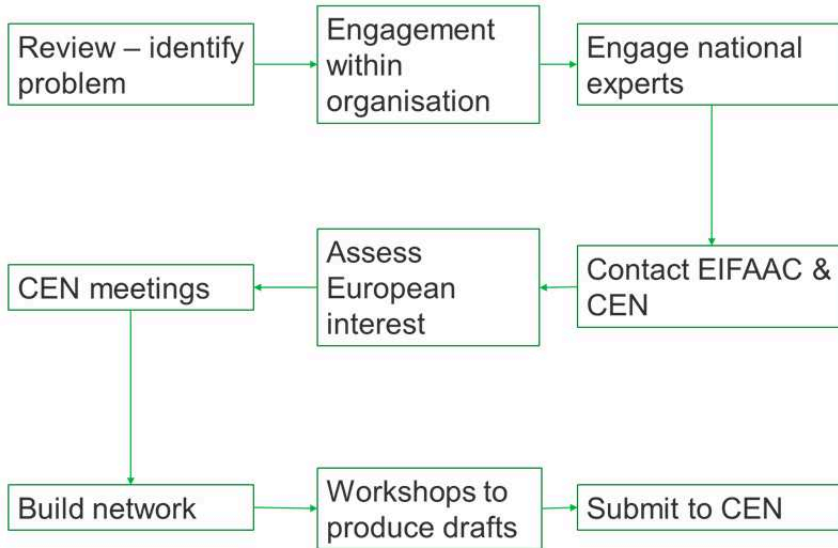 Review – identify
problem
Engagement
within
organisation
Engage national
experts
Contact EIFAAC &
CEN
Assess
European
interest
CEN meetings
Build network
Workshops to
produce drafts
Submit to CEN